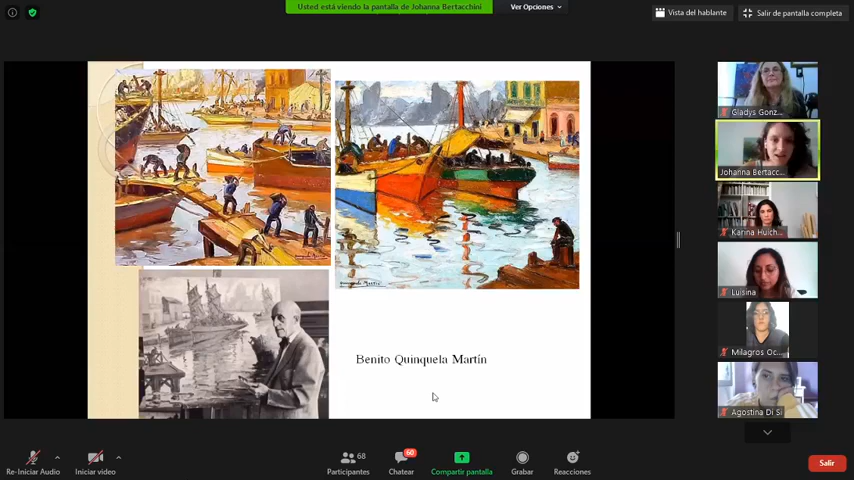 Usted está viendo la pantalla de Johanna Bertacchini
Ver Opciones
Vista del hablante
Salir de pantalla completa
Gladys Gonz...
Johanna Bertacc...
Karina Huich...
Luisina
Milagros Oc...
Agostina Di Si
Benito Quinquela Martín
Re-Iniciar Audio
Iniciar video
68
Participantes
60
Chatear
Compartir pantalla
Grabar
Reacciones
Salir